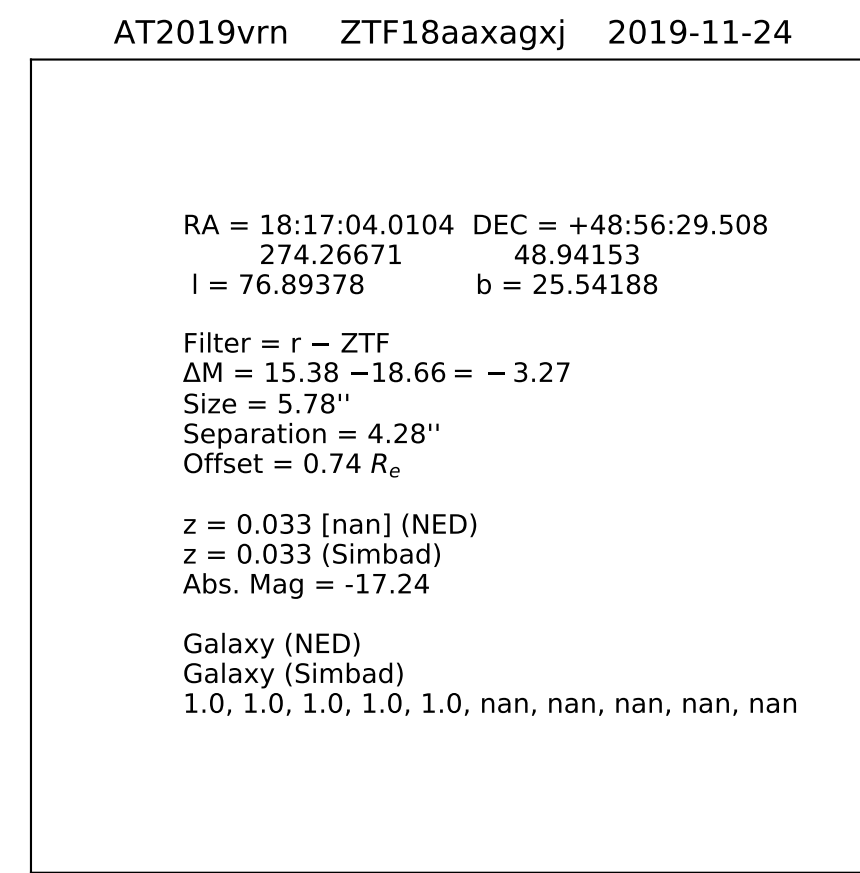 AT2019vrn ZTF18aaxagxj 2019-11-24
RA = 18:17:04.0104 DEC = +48:56:29.508
274.26671 48.94153
l = 76.89378 b = 25.54188
Filter = r − ZTF
ΔM = 15.38 −18.66 = −3.27
Size = 5.78''
Separation = 4.28''
Offset = 0.74 Re
z = 0.033 [nan] (NED)
z = 0.033 (Simbad)
Abs. Mag = -17.24
Galaxy (NED)
Galaxy (Simbad)
1.0, 1.0, 1.0, 1.0, 1.0, nan, nan, nan, nan, nan